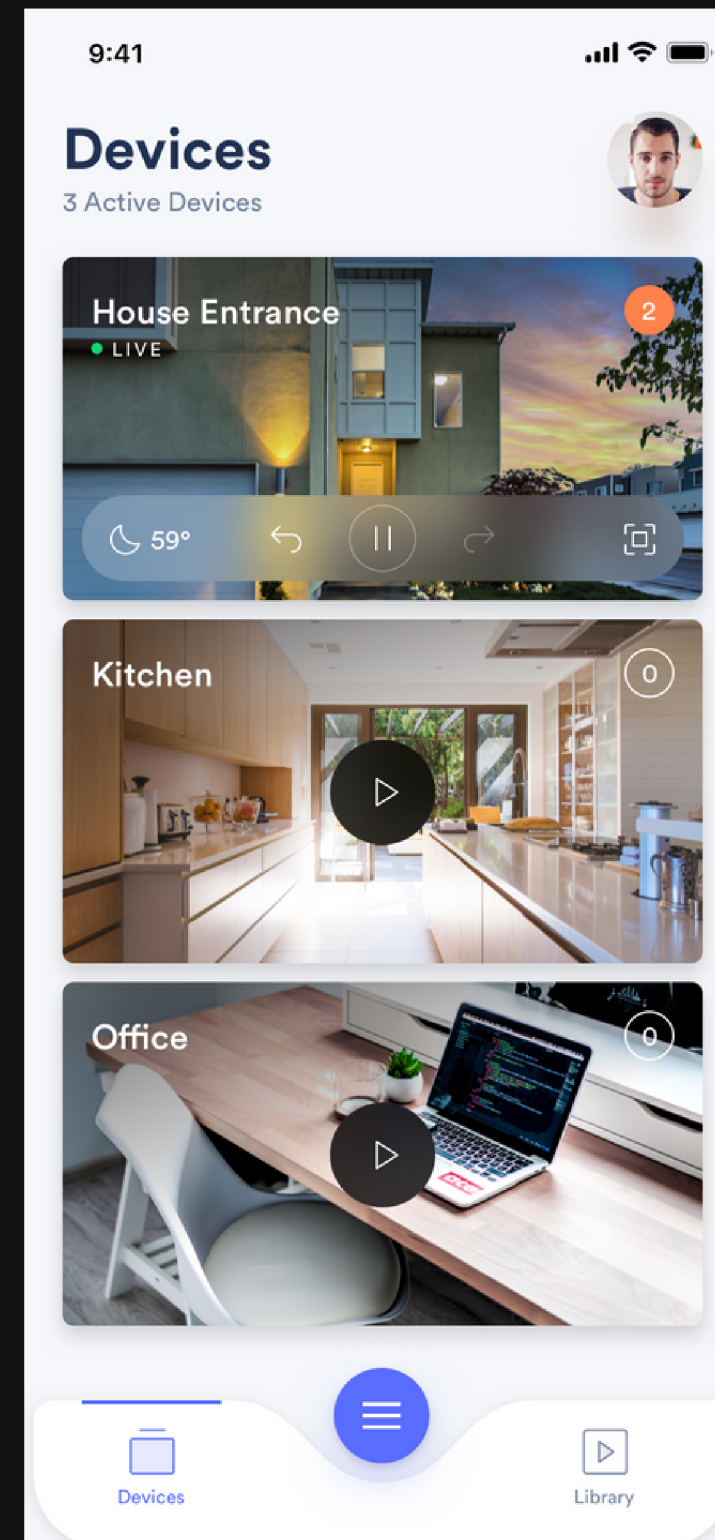 9:41
Devices
3 Active Devices
House Entrance
2
LIVE
59°
Kitchen
0
Office
0
Devices
Library